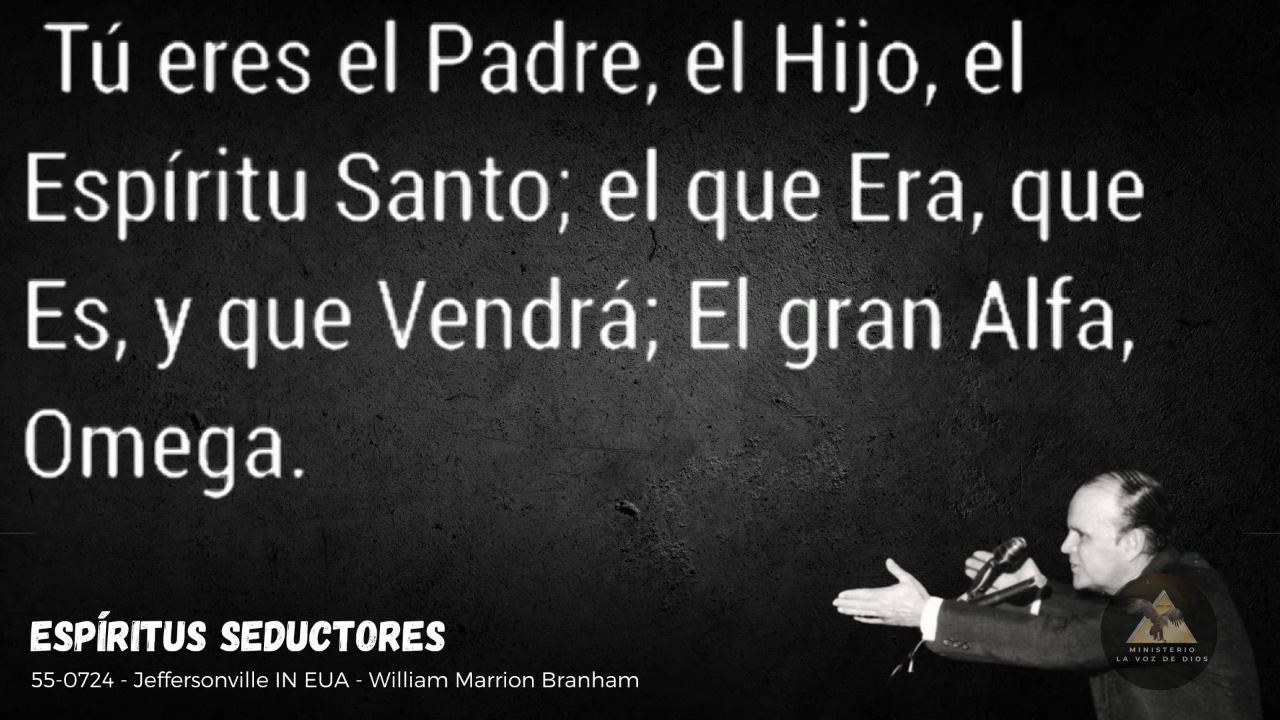 Tú eres el Padre, el Hijo, el
Espíritu Santo; el que Era, que
Es, y que Vendrá; El gran Alfa,
Omega.
ESPÍRITUS SEDUCTORES
55-0724 - Jeffersonville IN EUA - William Marrion Branham
MINISTERIO
LA VOZ DE DIOS